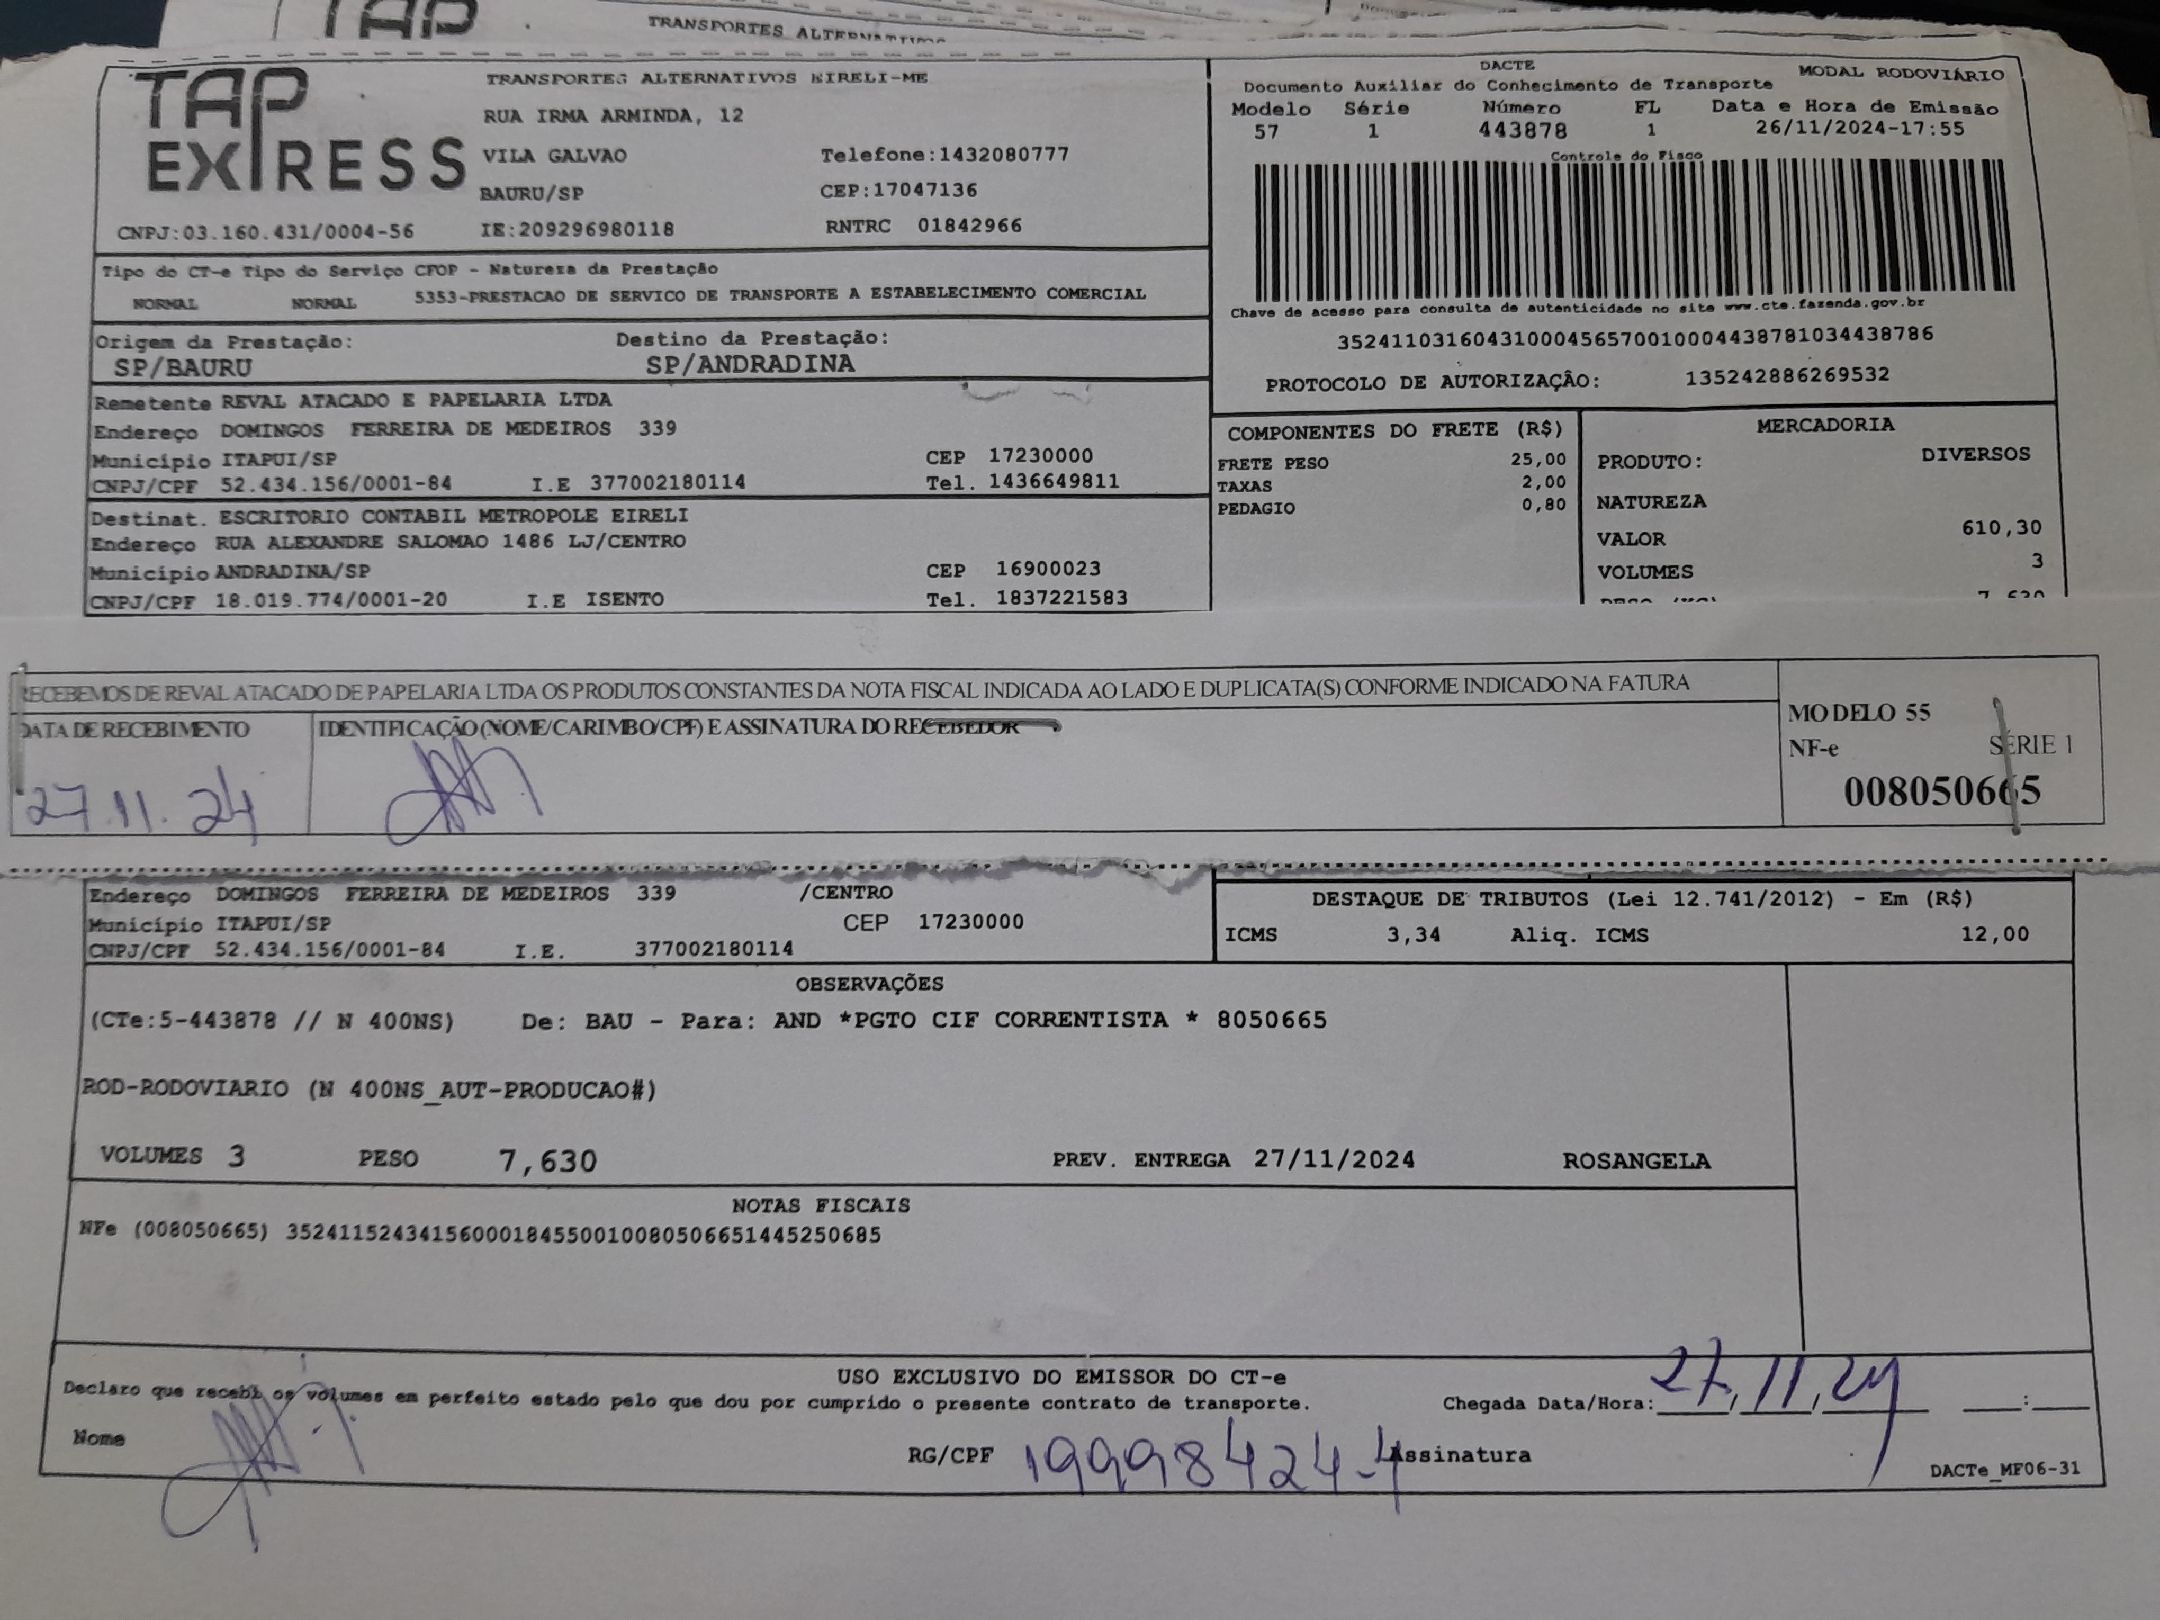 TRANSPORTES ALTERNATIVOS
TAP EXPRESS
TRANSPORTES ALTERNATIVOS EIRELI-ME
RUA IRMA ARMINDA, 12
VILA GALVAO Telefone:1432080777
BAURU/SP CEP:17047136
CNPJ:03.160.431/0004-56 IE:209296980118 RNTRC 01842966
DACTE MODAL RODOVIÁRIO
Documento Auxiliar do Conhecimento de Transporte
Modelo Série Número FL Data e Hora de Emissão
57 1 443878 1 26/11/2024-17:55
Controle do Fisco
Chave de acesso para consulta de autenticidade no site www.cte.fazenda.gov.br
35241103160431000456570010004438781034438786
PROTOCOLO DE AUTORIZAÇÃO: 135242886269532
Tipo do CT-e Tipo do Serviço CFOP - Natureza da Prestação
NORMAL NORMAL 5353-PRESTACAO DE SERVICO DE TRANSPORTE A ESTABELECIMENTO COMERCIAL
Origem da Prestação: Destino da Prestação:
SP/BAURU SP/ANDRADINA
Remetente REVAL ATACADO E PAPELARIA LTDA
Endereço DOMINGOS FERREIRA DE MEDEIROS 339
Município ITAPUI/SP CEP 17230000
CNPJ/CPF 52.434.156/0001-84 I.E 377002180114 Tel. 1436649811
Destinat. ESCRITORIO CONTABIL METROPOLE EIRELI
Endereço RUA ALEXANDRE SALOMAO 1486 LJ/CENTRO
Município ANDRADINA/SP CEP 16900023
CNPJ/CPF 18.019.774/0001-20 I.E ISENTO Tel. 1837221583
COMPONENTES DO FRETE (R$)
FRETE PESO 25,00
TAXAS 2,00
PEDAGIO 0,80
MERCADORIA
PRODUTO: DIVERSOS
NATUREZA
VALOR 610,30
VOLUMES 3
PESO (KG) 7,630
RECEBEMOS DE REVAL ATACADO DE PAPELARIA LTDA OS PRODUTOS CONSTANTES DA NOTA FISCAL INDICADA AO LADO E DUPLICATA(S) CONFORME INDICADO NA FATURA
DATA DE RECEBIMENTO IDENTIFICAÇÃO (NOME/CARIMBO/CPF) E ASSINATURA DO RECEBEDOR
27.11.24
MODELO 55
NF-e SÉRIE 1
008050665
Endereço DOMINGOS FERREIRA DE MEDEIROS 339 /CENTRO
Município ITAPUI/SP CEP 17230000
CNPJ/CPF 52.434.156/0001-84 I.E. 377002180114
DESTAQUE DE TRIBUTOS (Lei 12.741/2012) - Em (R$)
ICMS 3,34 Aliq. ICMS 12,00
OBSERVAÇÕES
(CTe:5-443878 // N 400NS) De: BAU - Para: AND *PGTO CIF CORRENTISTA * 8050665
ROD-RODOVIARIO (N 400NS_AUT-PRODUCAO#)
VOLUMES 3 PESO 7,630 PREV. ENTREGA 27/11/2024 ROSANGELA
NOTAS FISCAIS
NFe (008050665) 35241152434156000184550010080506651445250685
USO EXCLUSIVO DO EMISSOR DO CT-e
Declaro que recebi os volumes em perfeito estado pelo que dou por cumprido o presente contrato de transporte. Chegada Data/Hora: 27,11,24 __:__
Nome RG/CPF 19998424-4 Assinatura
DACTe_MF06-31